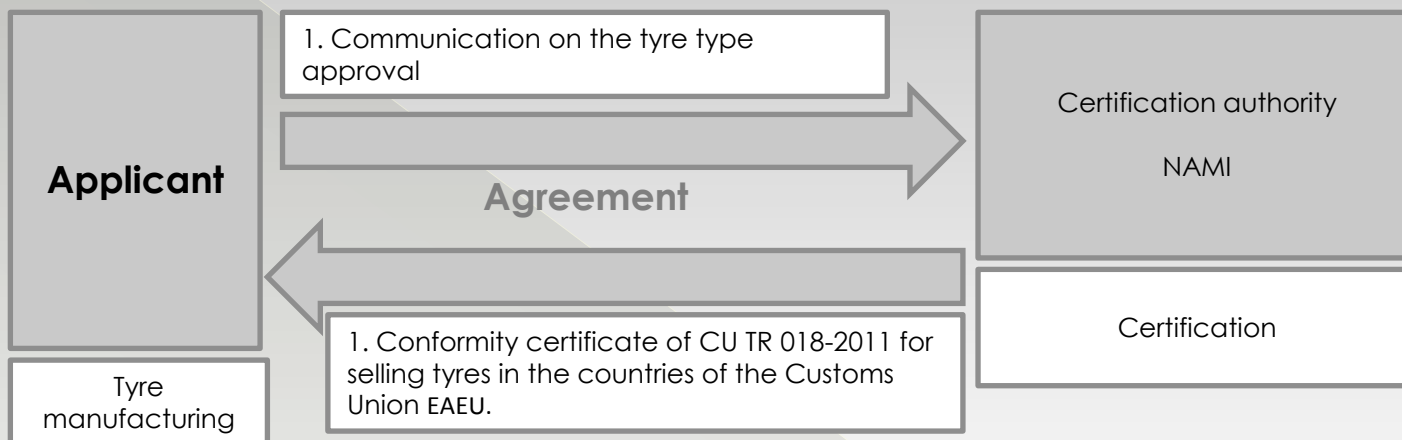 1. Communication on the tyre type
approval
Applicant
Certification authority
NAMI
Agreement
Certification
1. Conformity certificate of CU TR 018-2011 for
selling tyres in the countries of the Customs
Union EAEU.
Tyre
manufacturing